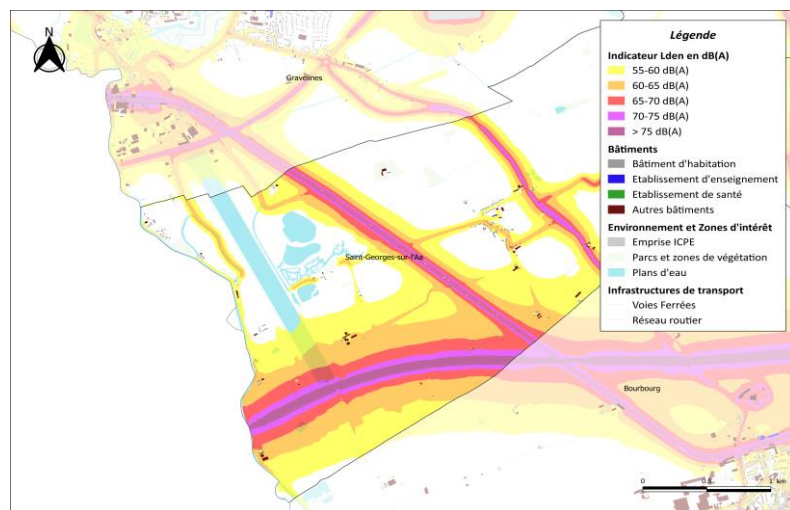 N
Gravelines
Saint-Georges-sur-l'Aa
Bourbourg
Légende
Indicateur Lden en dB(A)
55-60 dB(A)
60-65 dB(A)
65-70 dB(A)
70-75 dB(A)
> 75 dB(A)
Bâtiments
Bâtiment d'habitation
Etablissement d'enseignement
Etablissement de santé
Autres bâtiments
Environnement et Zones d'intérêt
Emprise ICPE
Parcs et zones de végétation
Plans d'eau
Infrastructures de transport
Voies Ferrées
Réseau routier
0 0.5 1 km